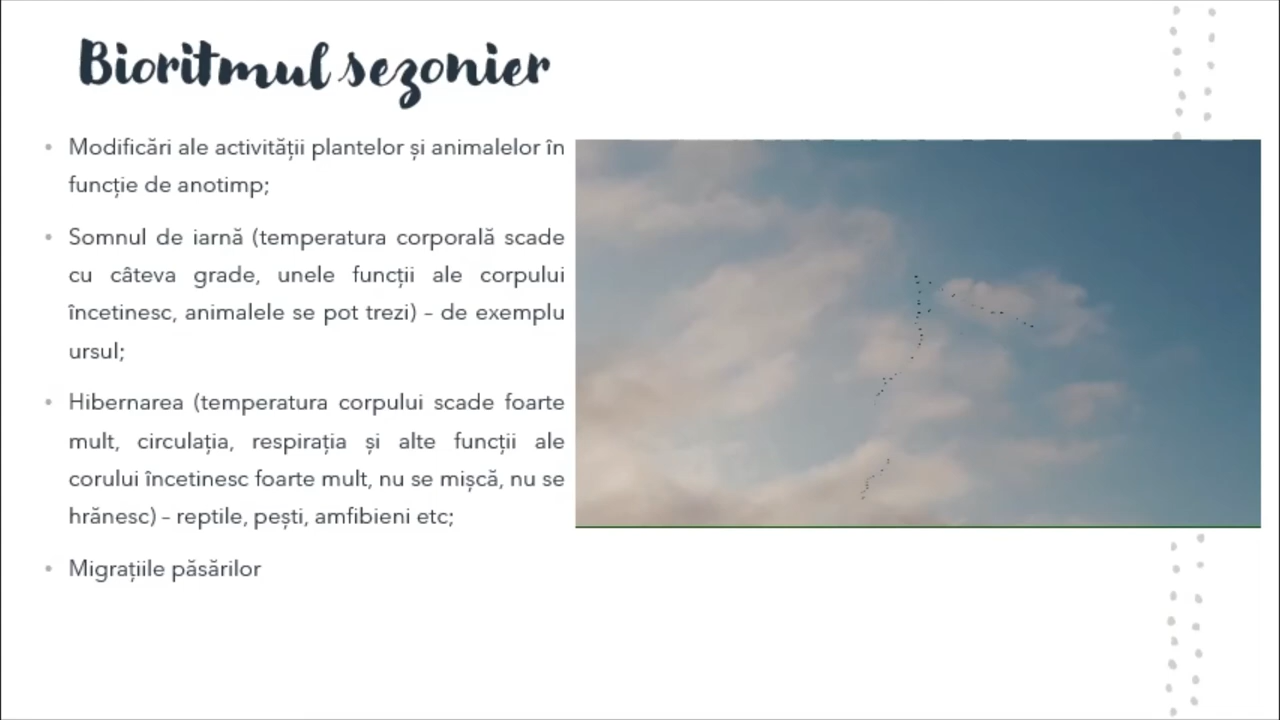 Bioritmul sezonier
• Modificări ale activității plantelor și animalelor în
funcție de anotimp;
• Somnul de iarnă (temperatura corporală scade
cu câteva grade, unele funcții ale corpului
încetinesc, animalele se pot trezi) – de exemplu
ursul;
• Hibernarea (temperatura corpului scade foarte
mult, circulația, respirația și alte funcții ale
corului încetinesc foarte mult, nu se mișcă, nu se
hrănesc) – reptile, pești, amfibieni etc;
• Migrațiile păsărilor